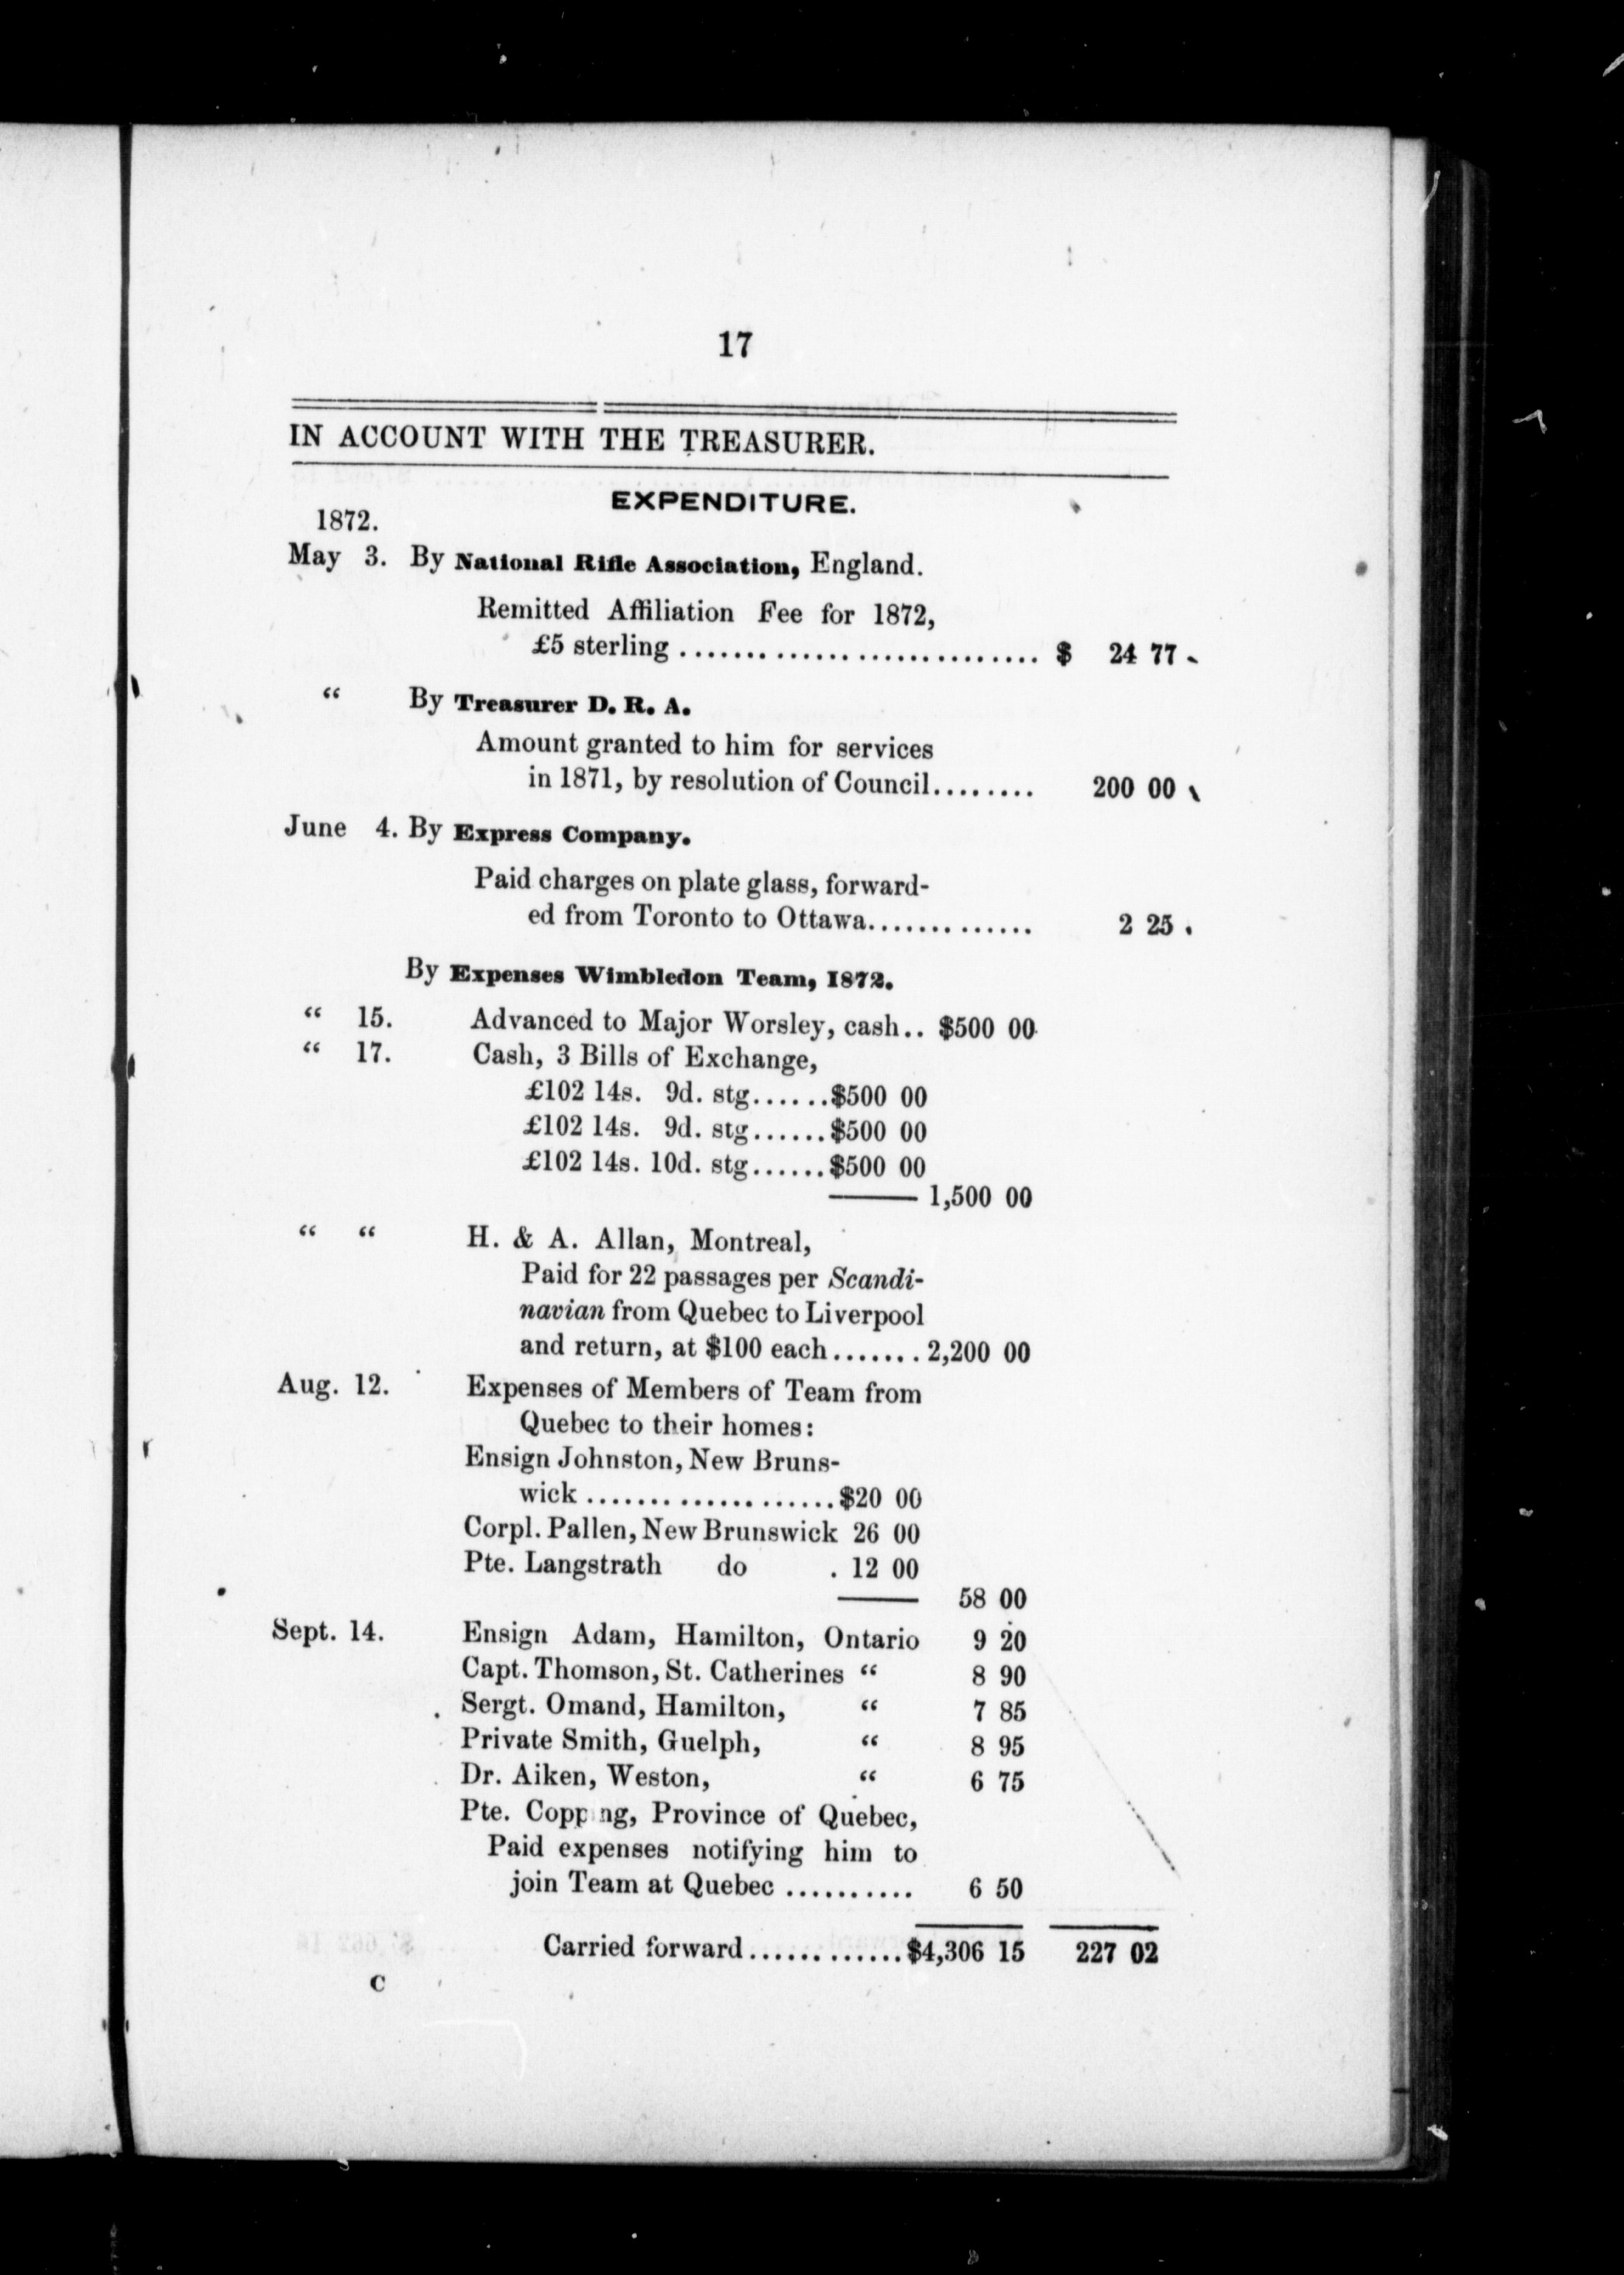 17
IN ACCOUNT WITH THE TREASURER.
EXPENDITURE.
1872.
May 3. By National Rifle Association, England.
Remitted Affiliation Fee for 1872,
£5 sterling .............................. $ 24 77
“ By Treasurer D. R. A.
Amount granted to him for services
in 1871, by resolution of Council........ 200 00
June 4. By Express Company.
Paid charges on plate glass, forward-
ed from Toronto to Ottawa............. 2 25
By Expenses Wimbledon Team, 1872.
“ 15. Advanced to Major Worsley, cash.. $500 00
“ 17. Cash, 3 Bills of Exchange,
£102 14s. 9d. stg......$500 00
£102 14s. 9d. stg......$500 00
£102 14s. 10d. stg......$500 00
1,500 00
“ “ H. & A. Allan, Montreal,
Paid for 22 passages per Scandi-
navian from Quebec to Liverpool
and return, at $100 each....... 2,200 00
Aug. 12. Expenses of Members of Team from
Quebec to their homes:
Ensign Johnston, New Bruns-
wick ...................$20 00
Corpl. Pallen, New Brunswick 26 00
Pte. Langstrath do . 12 00
58 00
Sept. 14. Ensign Adam, Hamilton, Ontario 9 20
Capt. Thomson, St. Catherines “ 8 90
Sergt. Omand, Hamilton, “ 7 85
Private Smith, Guelph, “ 8 95
Dr. Aiken, Weston, “ 6 75
Pte. Copping, Province of Quebec,
Paid expenses notifying him to
join Team at Quebec .......... 6 50
Carried forward............$4,306 15 227 02
C